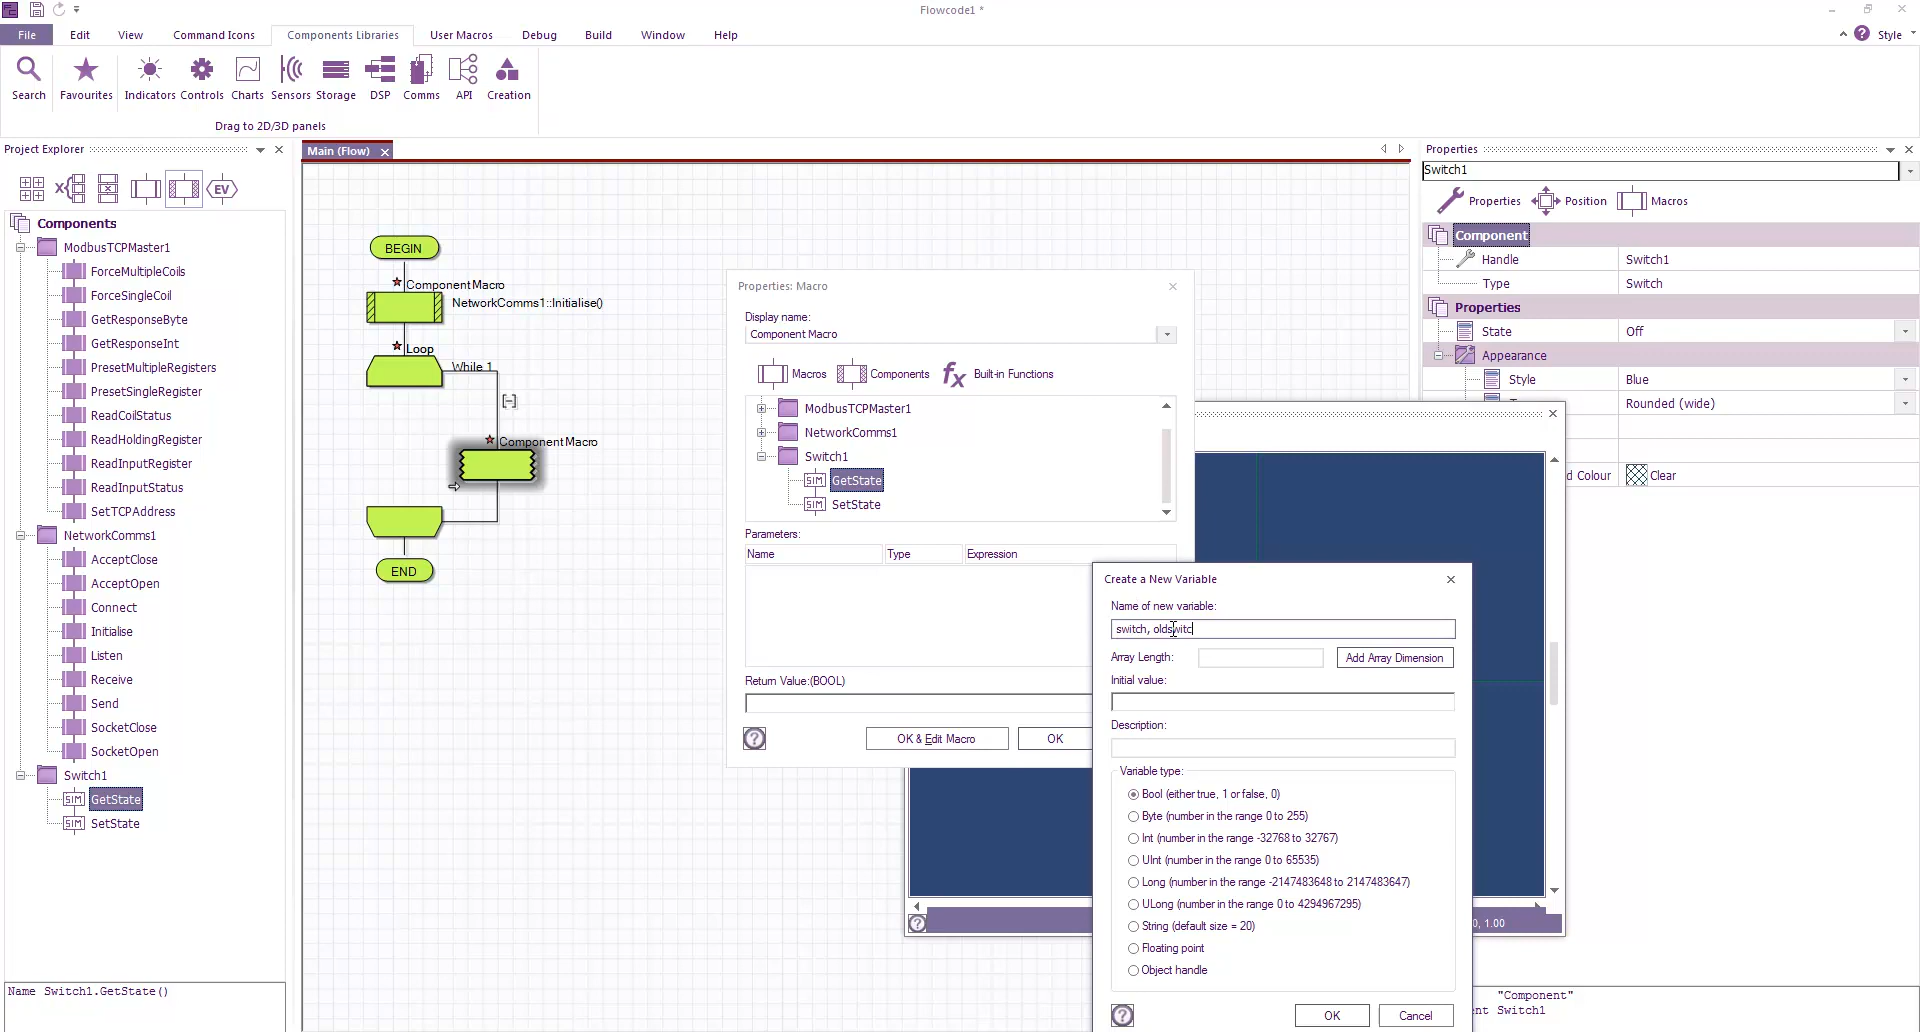 Flowcode1 *
File Edit View Command Icons Components Libraries User Macros Debug Build Window Help Style
Search Favourites Indicators Controls Charts Sensors Storage DSP Comms API Creation
Drag to 2D/3D panels
Project Explorer
EV
Components
ModbusTCPMaster1
ForceMultipleCoils
ForceSingleCoil
GetResponseByte
GetResponseInt
PresetMultipleRegisters
PresetSingleRegister
ReadCoilStatus
ReadHoldingRegister
ReadInputRegister
ReadInputStatus
SetTCPAddress
NetworkComms1
AcceptClose
AcceptOpen
Connect
Initialise
Listen
Receive
Send
SocketClose
SocketOpen
Switch1
SIM GetState
SIM SetState
Name Switch1.GetState()
Main (Flow)
BEGIN
Component Macro
NetworkComms1::Initialise()
Loop
While 1
Component Macro
END
Properties: Macro
Display name:
Component Macro
Macros Components fx Built-in Functions
ModbusTCPMaster1
NetworkComms1
Switch1
SIM GetState
SIM SetState
Parameters:
Name Type Expression
Return Value:(BOOL)
OK & Edit Macro OK
Create a New Variable
Name of new variable:
switch, oldswitc
Array Length: Add Array Dimension
Initial value:
Description:
Variable type:
Bool (either true, 1 or false, 0)
Byte (number in the range 0 to 255)
Int (number in the range -32768 to 32767)
UInt (number in the range 0 to 65535)
Long (number in the range -2147483648 to 2147483647)
ULong (number in the range 0 to 4294967295)
String (default size = 20)
Floating point
Object handle
OK Cancel
Properties
Switch1
Properties Position Macros
Component
Handle Switch1
Type Switch
Properties
State Off
Appearance
Style Blue
Rounded (wide)
d Colour Clear
0, 1.00
"Component"
nt Switch1